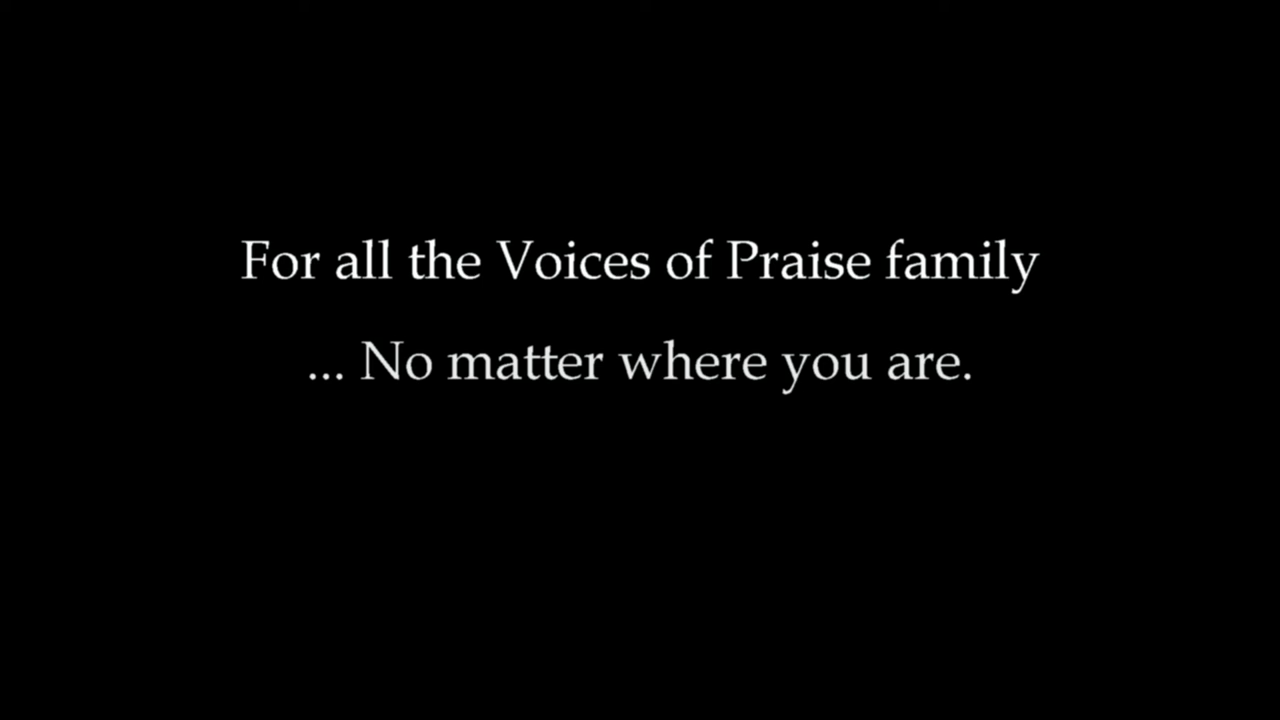 For all the Voices of Praise family
... No matter where you are.